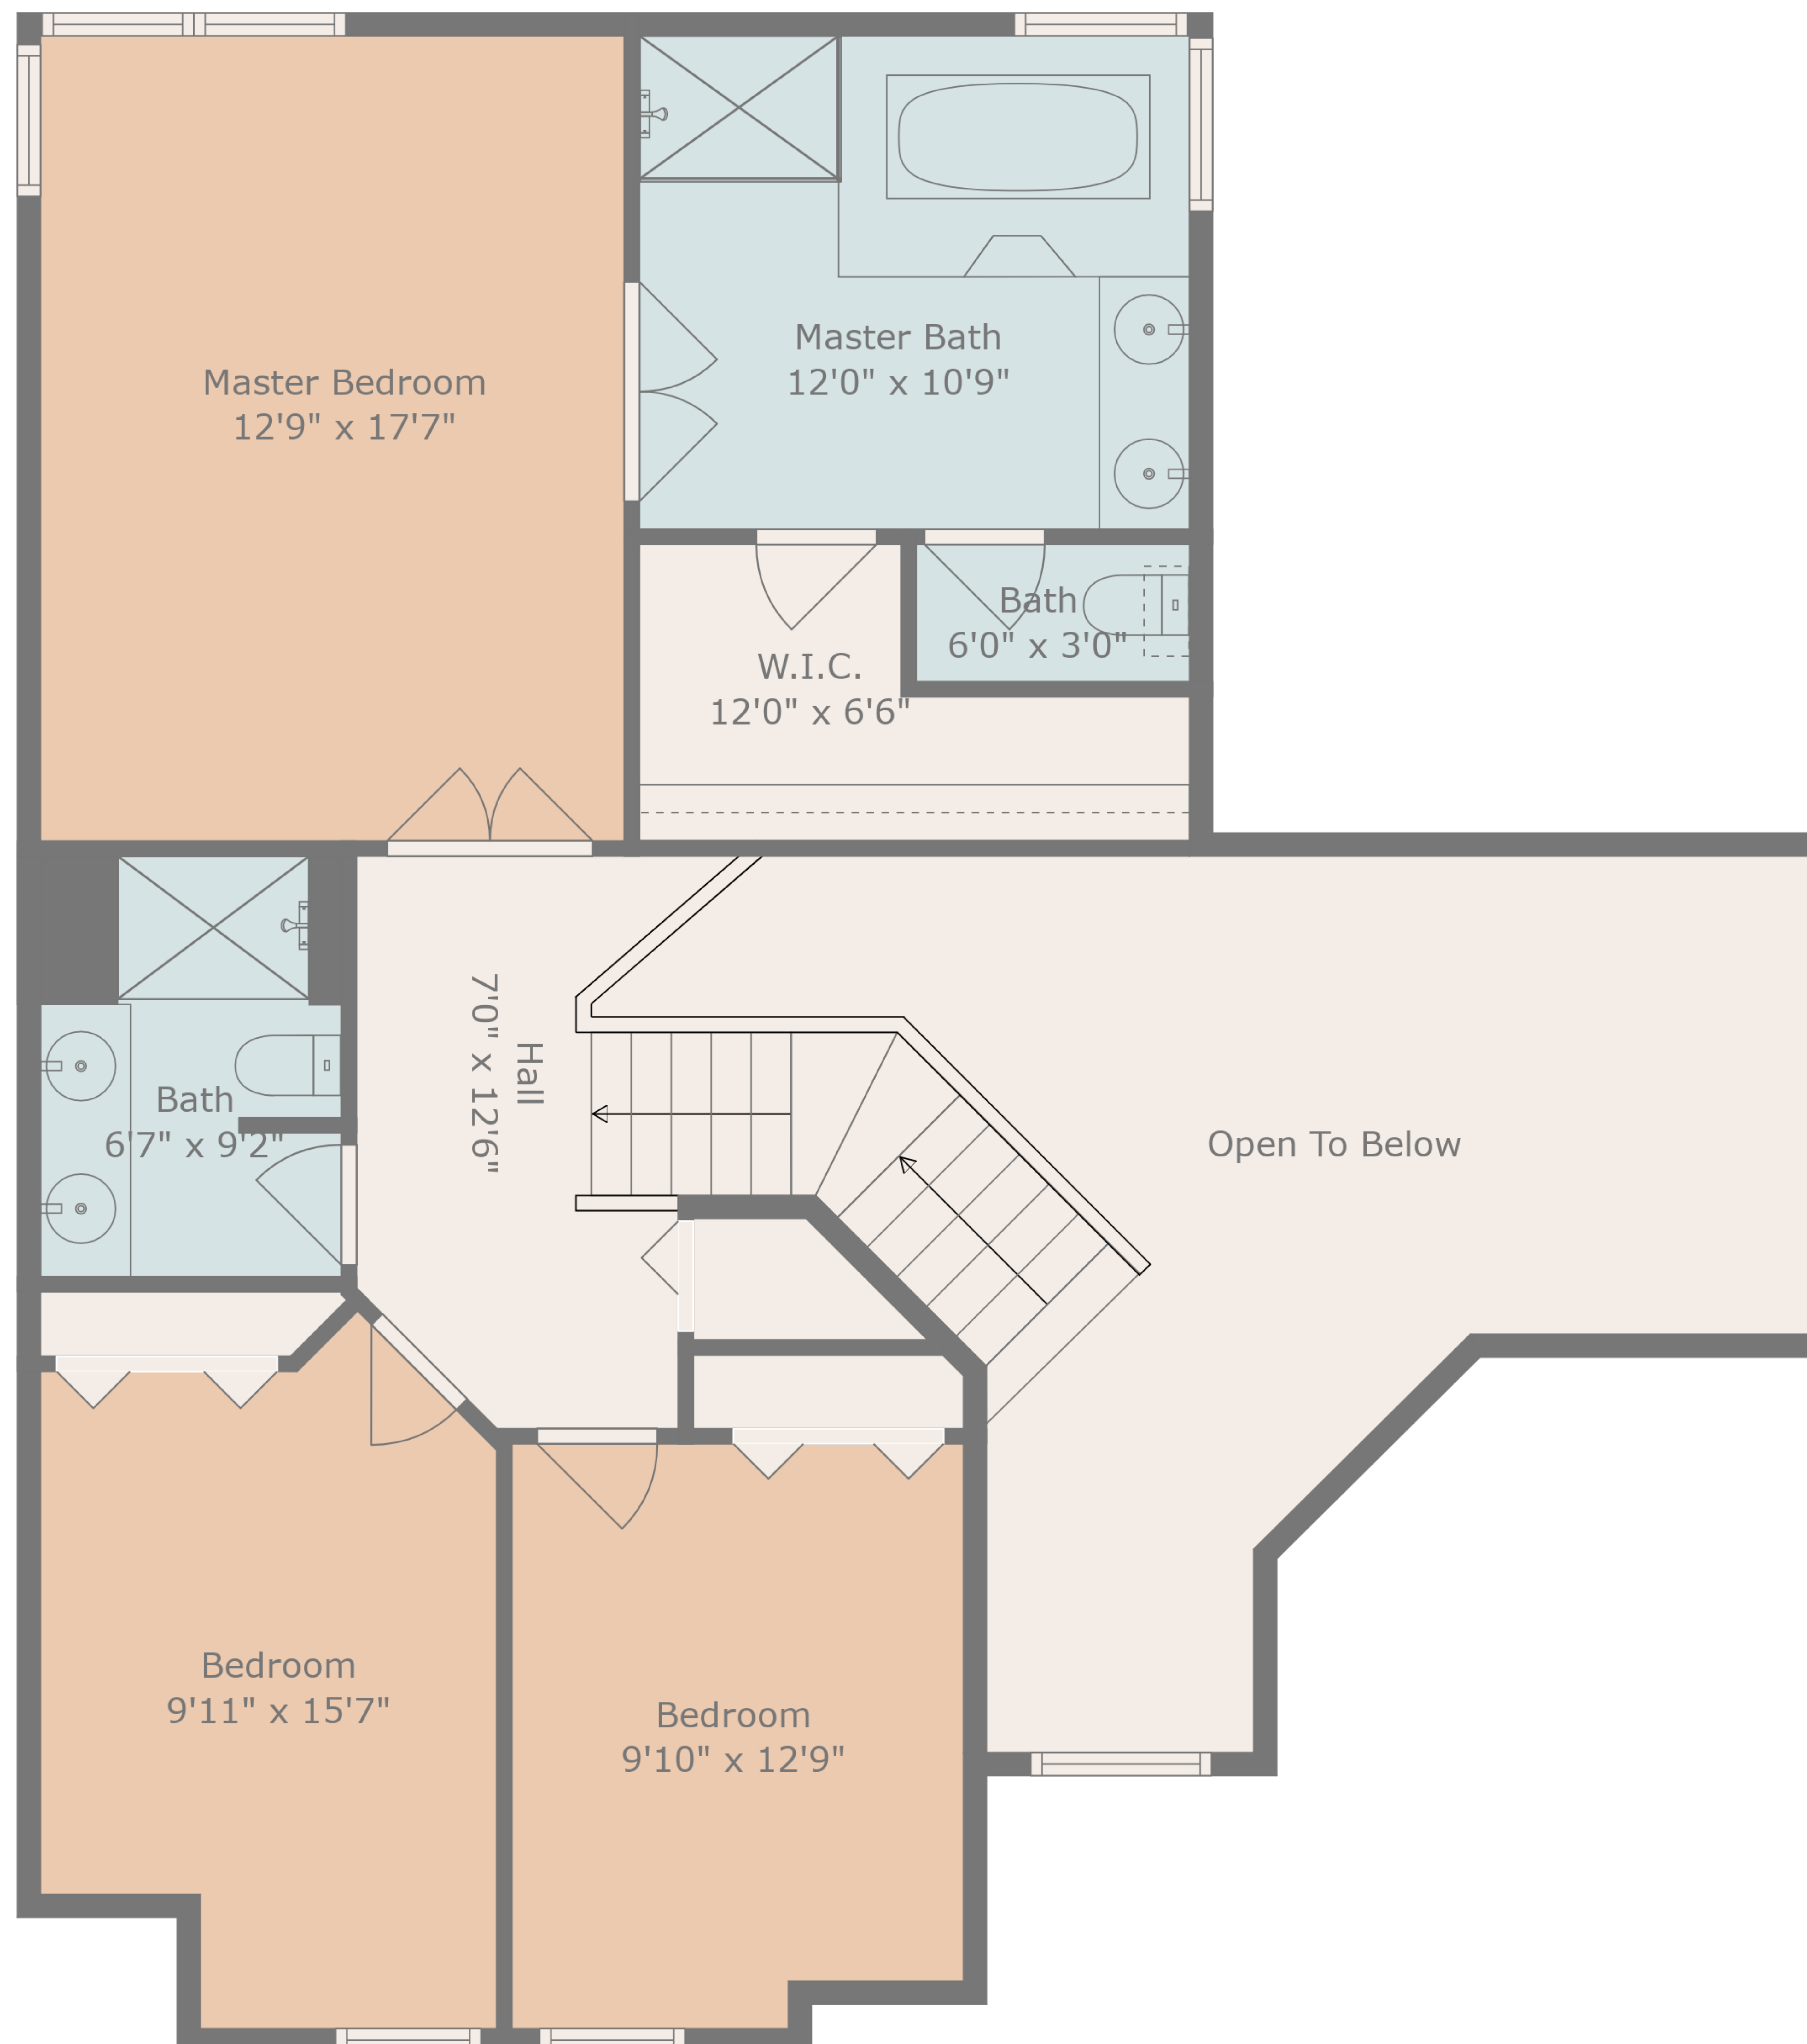 Master Bedroom
12'9" x 17'7"
Master Bath
12'0" x 10'9"
Bath
6'0" x 3'0"
W.I.C.
12'0" x 6'6"
Hall
7'0" x 12'6"
Bath
6'7" x 9'2"
Open To Below
Bedroom
9'11" x 15'7"
Bedroom
9'10" x 12'9"